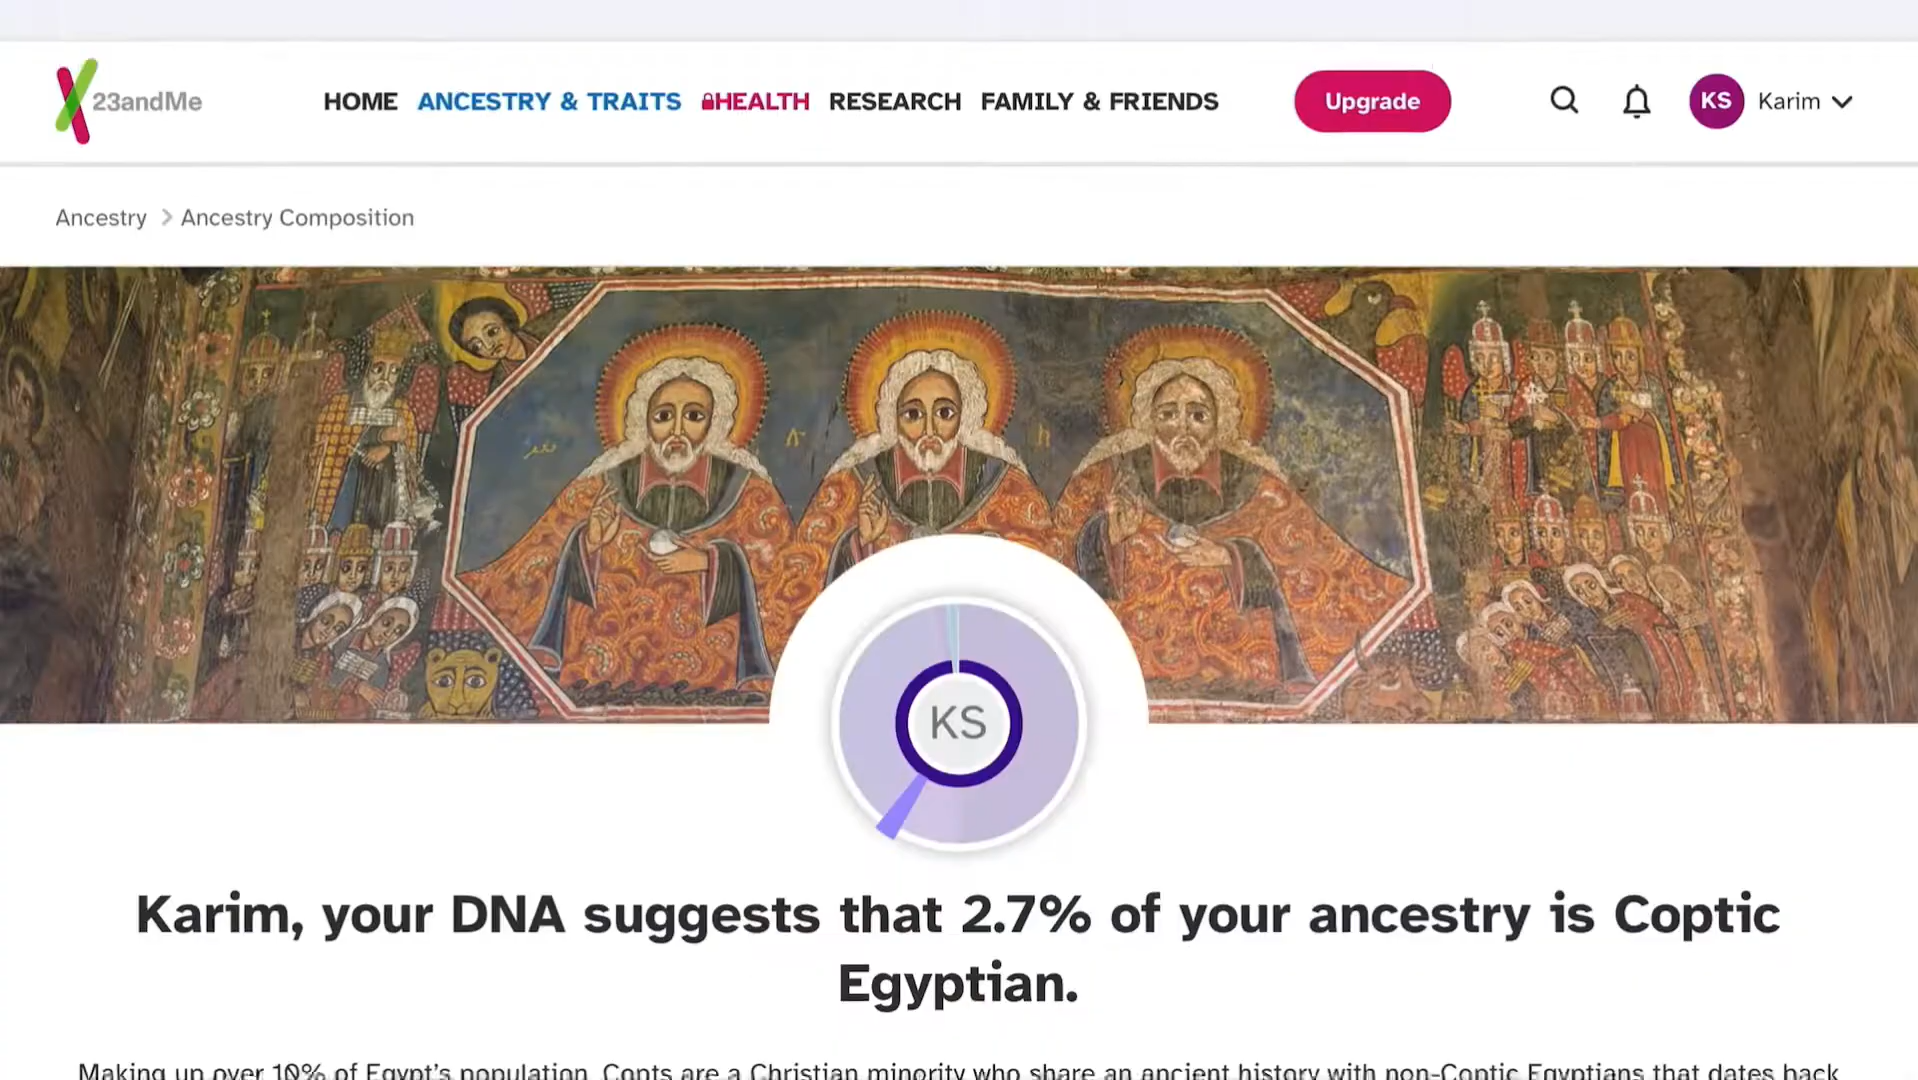 23andMe
HOME ANCESTRY & TRAITS HEALTH RESEARCH FAMILY & FRIENDS
Upgrade
KS Karim
Ancestry > Ancestry Composition
KS
Karim, your DNA suggests that 2.7% of your ancestry is Coptic
Egyptian.
Making up over 10% of Egypt's population, Copts are a Christian minority who share an ancient history with non-Coptic Egyptians that dates back